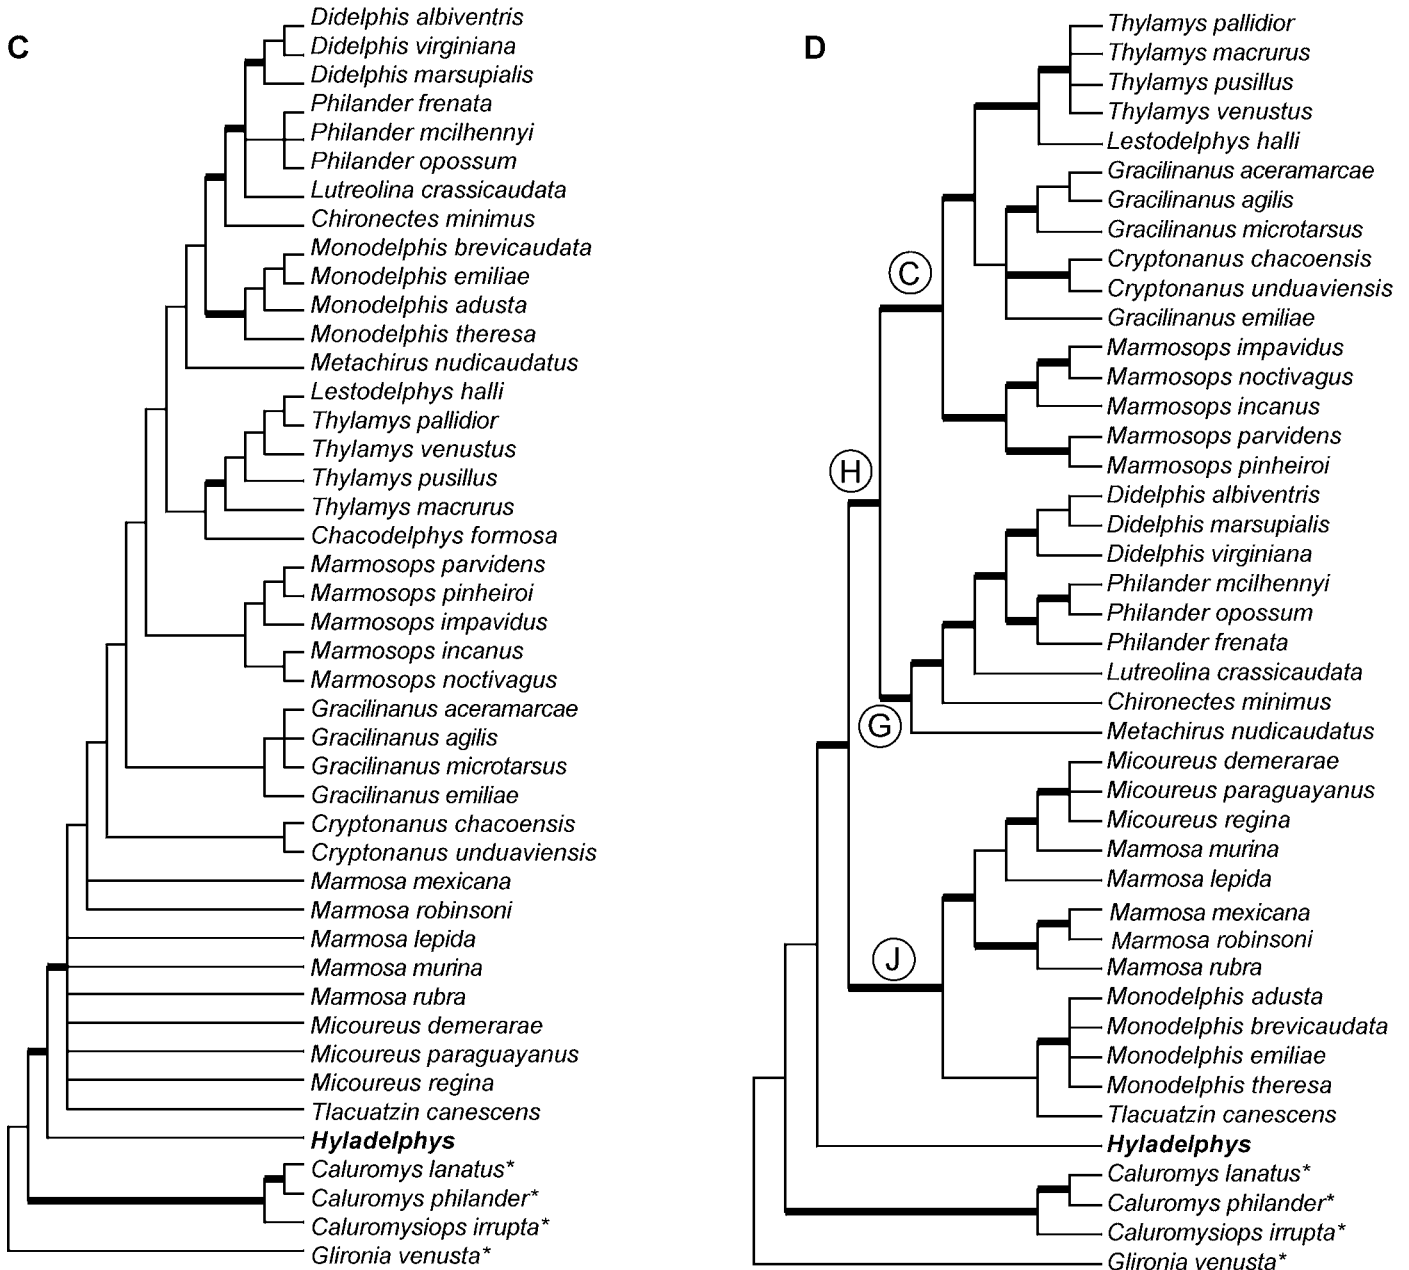 C
Didelphis albiventris
Didelphis virginiana
Didelphis marsupialis
Philander frenata
Philander mcilhennyi
Philander opossum
Lutreolina crassicaudata
Chironectes minimus
Monodelphis brevicaudata
Monodelphis emiliae
Monodelphis adusta
Monodelphis theresa
Metachirus nudicaudatus
Lestodelphys halli
Thylamys pallidior
Thylamys venustus
Thylamys pusillus
Thylamys macrurus
Chacodelphys formosa
Marmosops parvidens
Marmosops pinheiroi
Marmosops impavidus
Marmosops incanus
Marmosops noctivagus
Gracilinanus aceramarcae
Gracilinanus agilis
Gracilinanus microtarsus
Gracilinanus emiliae
Cryptonanus chacoensis
Cryptonanus unduaviensis
Marmosa mexicana
Marmosa robinsoni
Marmosa lepida
Marmosa murina
Marmosa rubra
Micoureus demerarae
Micoureus paraguayanus
Micoureus regina
Tlacuatzin canescens
Hyladelphys
Caluromys lanatus*
Caluromys philander*
Caluromysiops irrupta*
Glironia venusta*
D
Thylamys pallidior
Thylamys macrurus
Thylamys pusillus
Thylamys venustus
Lestodelphys halli
Gracilinanus aceramarcae
Gracilinanus agilis
Gracilinanus microtarsus
Cryptonanus chacoensis
Cryptonanus unduaviensis
Gracilinanus emiliae
Marmosops impavidus
Marmosops noctivagus
Marmosops incanus
Marmosops parvidens
Marmosops pinheiroi
Didelphis albiventris
Didelphis marsupialis
Didelphis virginiana
Philander mcilhennyi
Philander opossum
Philander frenata
Lutreolina crassicaudata
Chironectes minimus
Metachirus nudicaudatus
Micoureus demerarae
Micoureus paraguayanus
Micoureus regina
Marmosa murina
Marmosa lepida
Marmosa mexicana
Marmosa robinsoni
Marmosa rubra
Monodelphis adusta
Monodelphis brevicaudata
Monodelphis emiliae
Monodelphis theresa
Tlacuatzin canescens
Hyladelphys
Caluromys lanatus*
Caluromys philander*
Caluromysiops irrupta*
Glironia venusta*
C
H
G
J